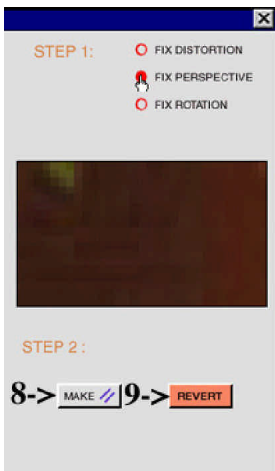 STEP 1: FIX DISTORTION
FIX PERSPECTIVE
FIX ROTATION
STEP 2 :
8-> MAKE 9-> REVERT